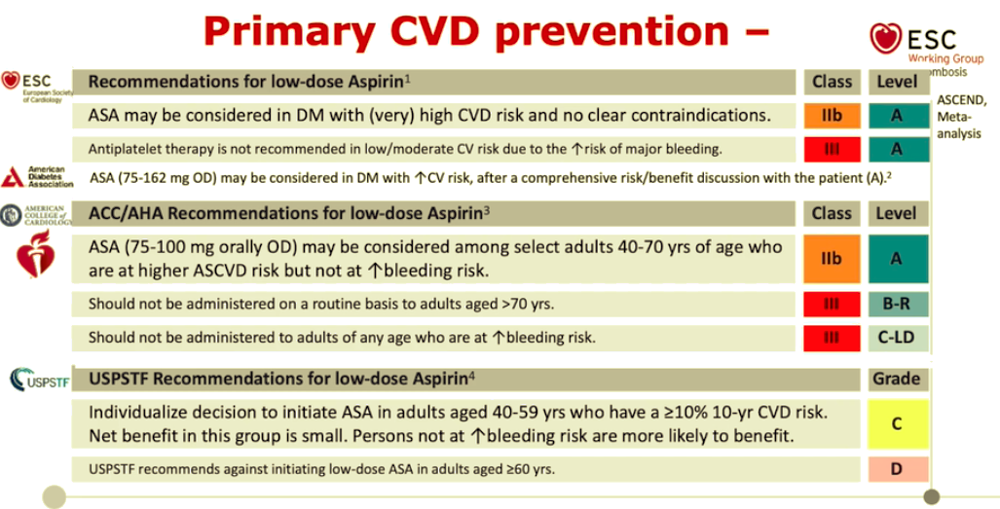 Primary CVD prevention –
ESC
Working Group
ombosis
ESC
European Society
of Cardiology
Recommendations for low-dose Aspirin¹
Class
Level
ASA may be considered in DM with (very) high CVD risk and no clear contraindications.
IIb
A
ASCEND,
Meta-
analysis
Antiplatelet therapy is not recommended in low/moderate CV risk due to the ↑risk of major bleeding.
III
A
American
Diabetes
Association
ASA (75-162 mg OD) may be considered in DM with ↑CV risk, after a comprehensive risk/benefit discussion with the patient (A).²
AMERICAN
COLLEGE of
CARDIOLOGY
ACC/AHA Recommendations for low-dose Aspirin³
Class
Level
ASA (75-100 mg orally OD) may be considered among select adults 40-70 yrs of age who
are at higher ASCVD risk but not at ↑bleeding risk.
IIb
A
Should not be administered on a routine basis to adults aged >70 yrs.
III
B-R
Should not be administered to adults of any age who are at ↑bleeding risk.
III
C-LD
USPSTF
USPSTF Recommendations for low-dose Aspirin⁴
Grade
Individualize decision to initiate ASA in adults aged 40-59 yrs who have a ≥10% 10-yr CVD risk.
Net benefit in this group is small. Persons not at ↑bleeding risk are more likely to benefit.
C
USPSTF recommends against initiating low-dose ASA in adults aged ≥60 yrs.
D